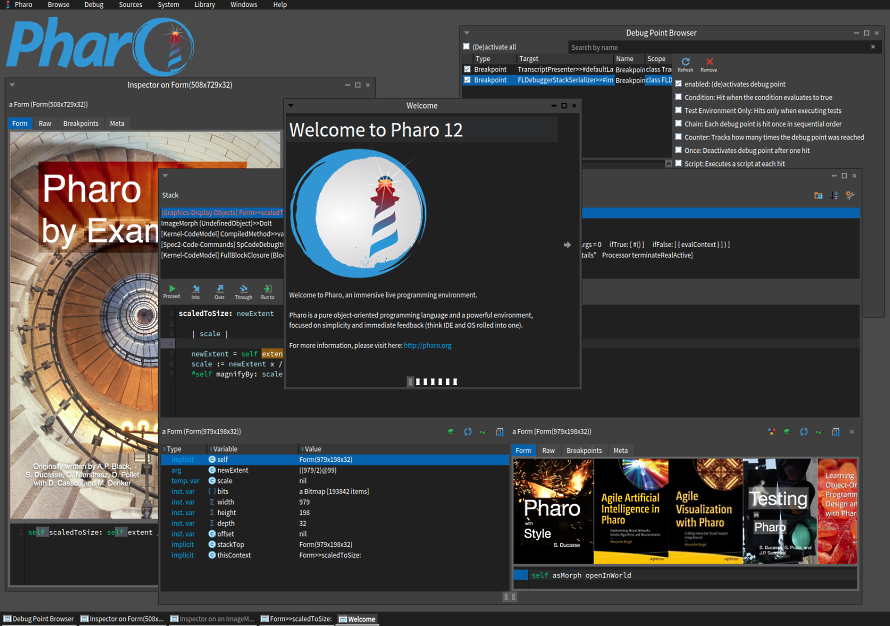 Pharo Browse Debug Sources System Library Windows Help
Pharo
Debug Point Browser
(De)activate all
Search by name
Type Target Name Scope
Breakpoint TranscriptPresenter>>#defaultLa Breakpoin class Tra
Breakpoint FLDebuggerStackSerializer>>#im Breakpoin class FLD
Refresh Remove
enabled: (de)activates debug point
Condition: Hit when the condition evaluates to true
Test Environment Only: Hits only when executing tests
Chain: Each debug point is hit once in sequential order
Counter: Tracks how many times the debug point was reached
Once: Deactivates debug point after one hit
Script: Executes a script at each hit
Inspector on Form(508x729x32)
a Form (Form(508x729x32))
Form Raw Breakpoints Meta
Pharo
by Exam
Originally written by A.P. Black,
S. Ducasse, O. Nierstrasz, D. Pollet
with D. Cassou and M. Denker
1 self scaledToSize: self extent
Welcome
Welcome to Pharo 12
Welcome to Pharo, an immersive live programming environment.
Pharo is a pure object-oriented programming language and a powerful environment,
focused on simplicity and immediate feedback (think IDE and OS rolled into one).
For more information, please visit here: http://pharo.org
Stack
[Graphics-Display Objects] Form>>scaledT
ImageMorph [UndefinedObject]>>DoIt
[Kernel-CodeModel] CompiledMethod>>va
rgs = 0 ifTrue: [ #() ] ifFalse: [ { evalContext } ] ]
[Spec2-Code-Commands] SpCodeDebugIt
tails" Processor terminateRealActive]
[Kernel-CodeModel] FullBlockClosure (Bloc
Proceed Into Over Through Run to
scaledToSize: newExtent
| scale |
newExtent = self exten
scale := newExtent x /
^self magnifyBy: scale
a Form (Form(979x198x32))
Type Variable Value
implicit self Form(979x198x32)
arg newExtent ((979/2)@99)
temp. var scale nil
inst. var bits a Bitmap [193842 items]
inst. var width 979
inst. var height 198
inst. var depth 32
inst. var offset nil
implicit stackTop Form(979x198x32)
implicit thisContext Form>>scaledToSize:
a Form (Form(979x198x32))
Form Raw Breakpoints Meta
Pharo
with
Style
S. Ducasse
Agile Artificial
Intelligence in
Pharo
Agile
Visualization
with Pharo
Testing
in
Pharo
Learning
Object-Or
Programm
Design an
with Phar
self asMorph openInWorld
Debug Point Browser Inspector on Form(508x... Inspector on an ImageM... Form>>scaledToSize: Welcome